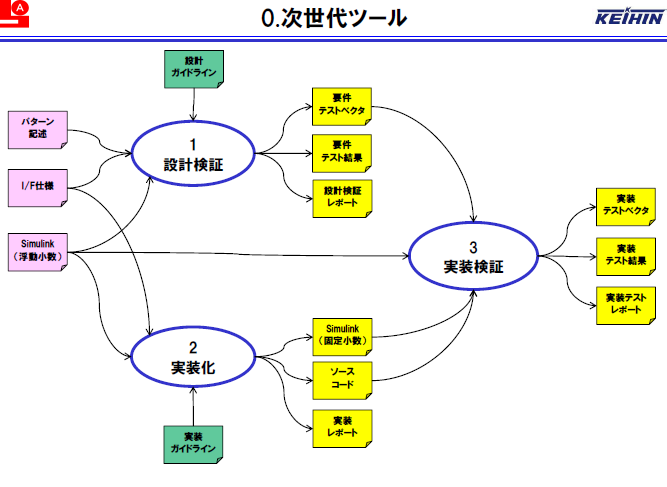 A
0.次世代ツール
KEIHIN
設計
ガイドライン
パターン
記述
I/F仕様
Simulink
（浮動小数）
1
設計検証
要件
テストベクタ
要件
テスト結果
設計検証
レポート
3
実装検証
実装
テストベクタ
実装
テスト結果
実装テスト
レポート
2
実装化
Simulink
（固定小数）
ソース
コード
実装
レポート
実装
ガイドライン